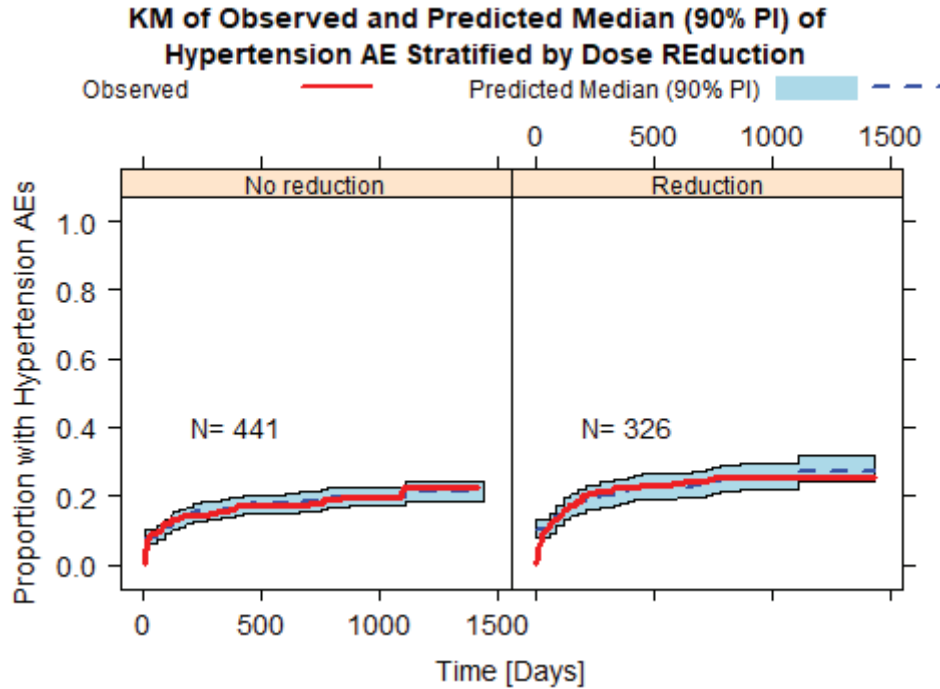 KM of Observed and Predicted Median (90% PI) of
Hypertension AE Stratified by Dose REduction
Observed Predicted Median (90% PI)
0 500 1000 1500
No reduction Reduction
Proportion with Hypertension AEs
1.0
0.8
0.6
0.4
0.2
0.0
N= 441 N= 326
0 500 1000 1500
Time [Days]